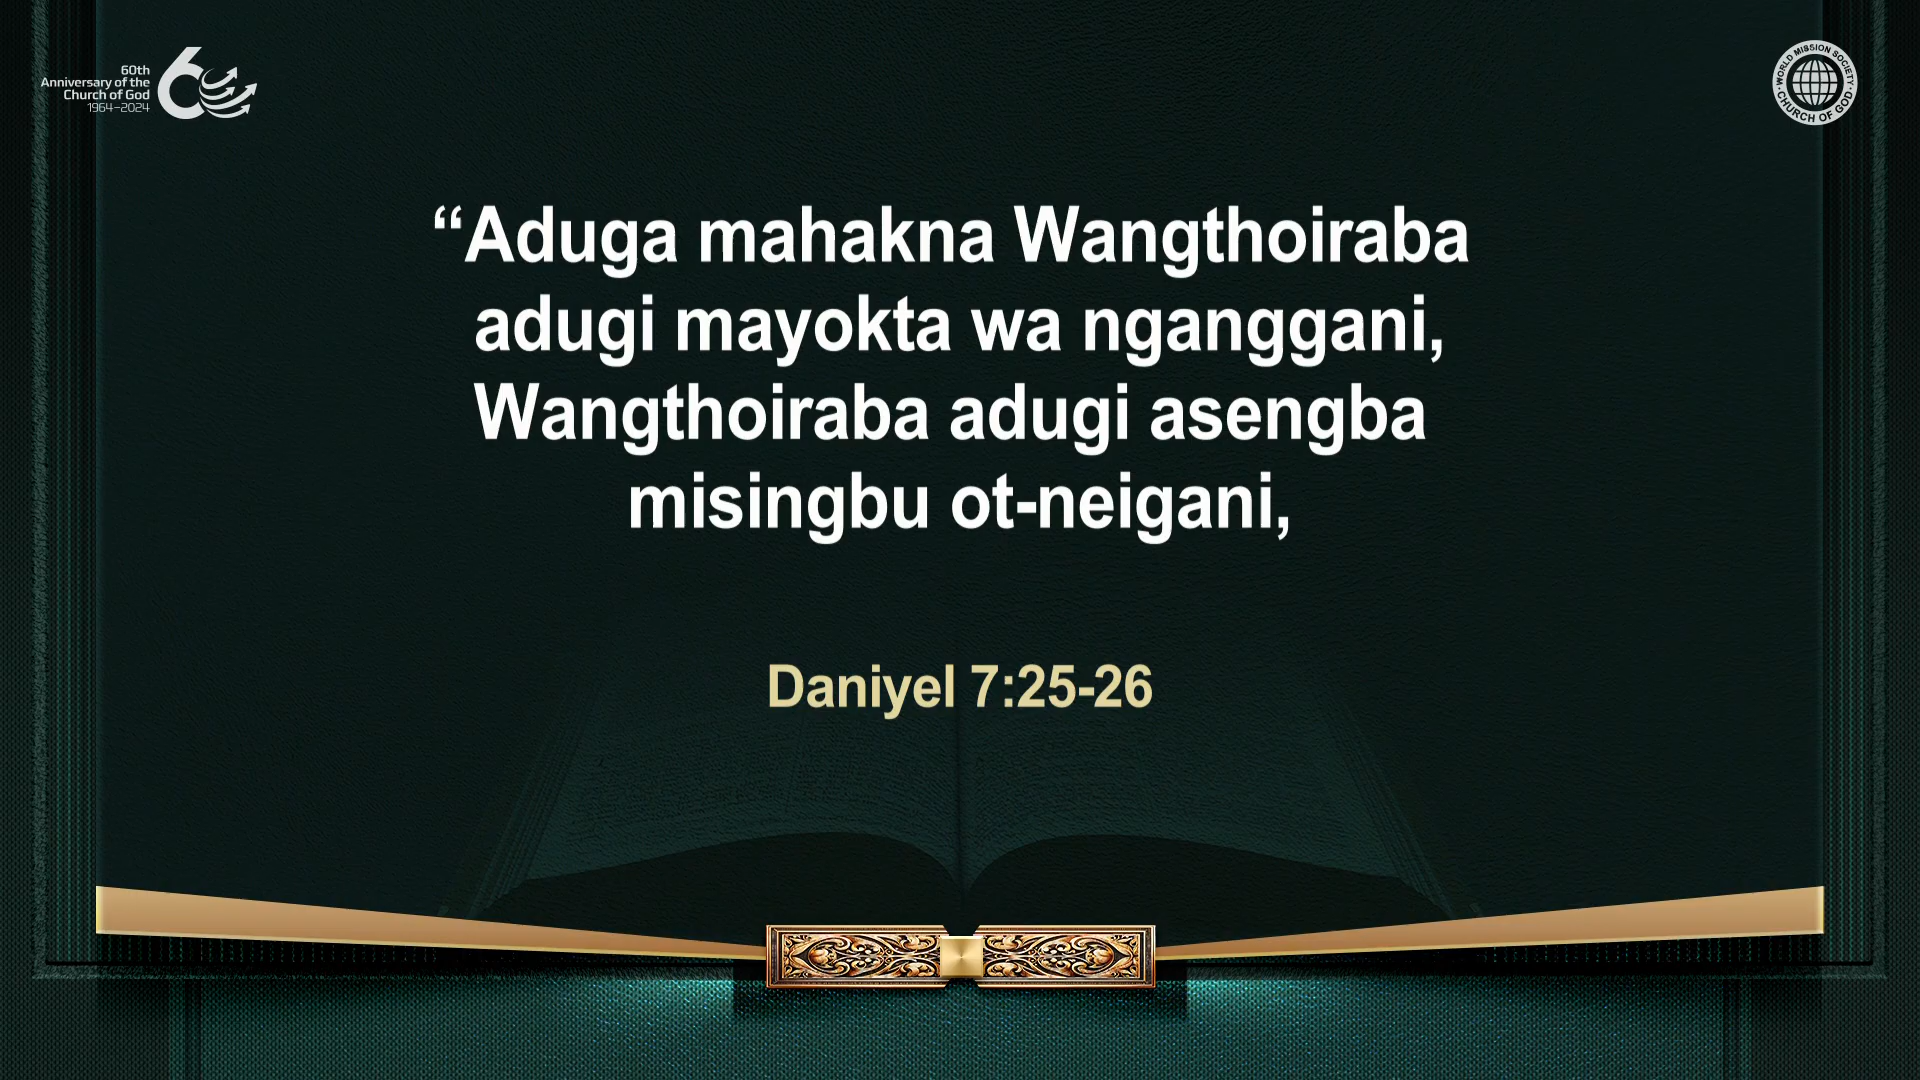 60th
Anniversary of the
Church of God
1964–2024
60
WORLD MISSION SOCIETY
CHURCH OF GOD
“Aduga mahakna Wangthoiraba
adugi mayokta wa nganggani,
Wangthoiraba adugi asengba
misingbu ot-neigani,
Daniyel 7:25-26